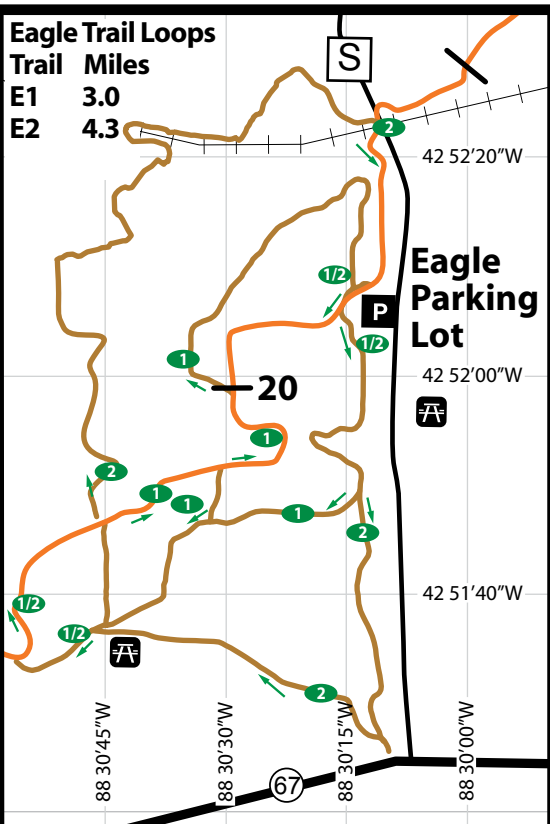 Eagle Trail Loops
Trail Miles
E1 3.0
E2 4.3
S
2
42 52'20"W
1/2
Eagle
Parking
Lot
P
1/2
1
42 52'00"W
20
1
2
1
1
1
2
42 51'40"W
1/2
1/2
2
88 30'45"W
88 30'30"W
88 30'15"W
88 30'00"W
67